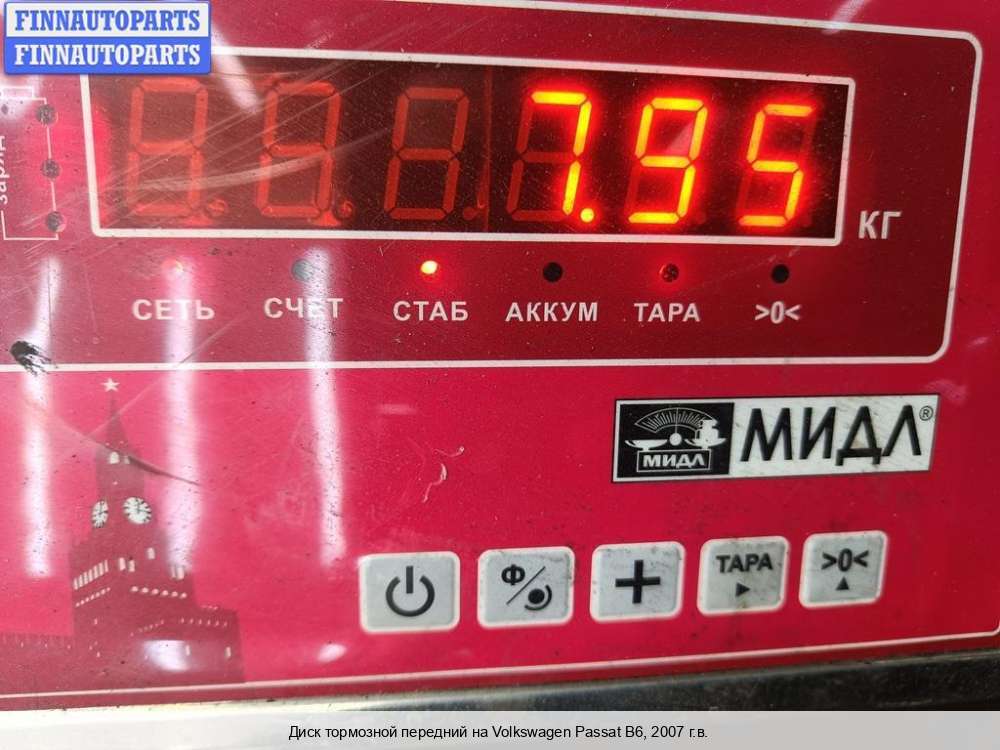 FINNAUTOPARTS
FINNAUTOPARTS
заряд
7.95
КГ
СЕТЬ СЧЕТ СТАБ АККУМ ТАРА >0<
МИДЛ МИДЛ®
Ф ТАРА >0<
Диск тормозной передний на Volkswagen Passat B6, 2007 г.в.